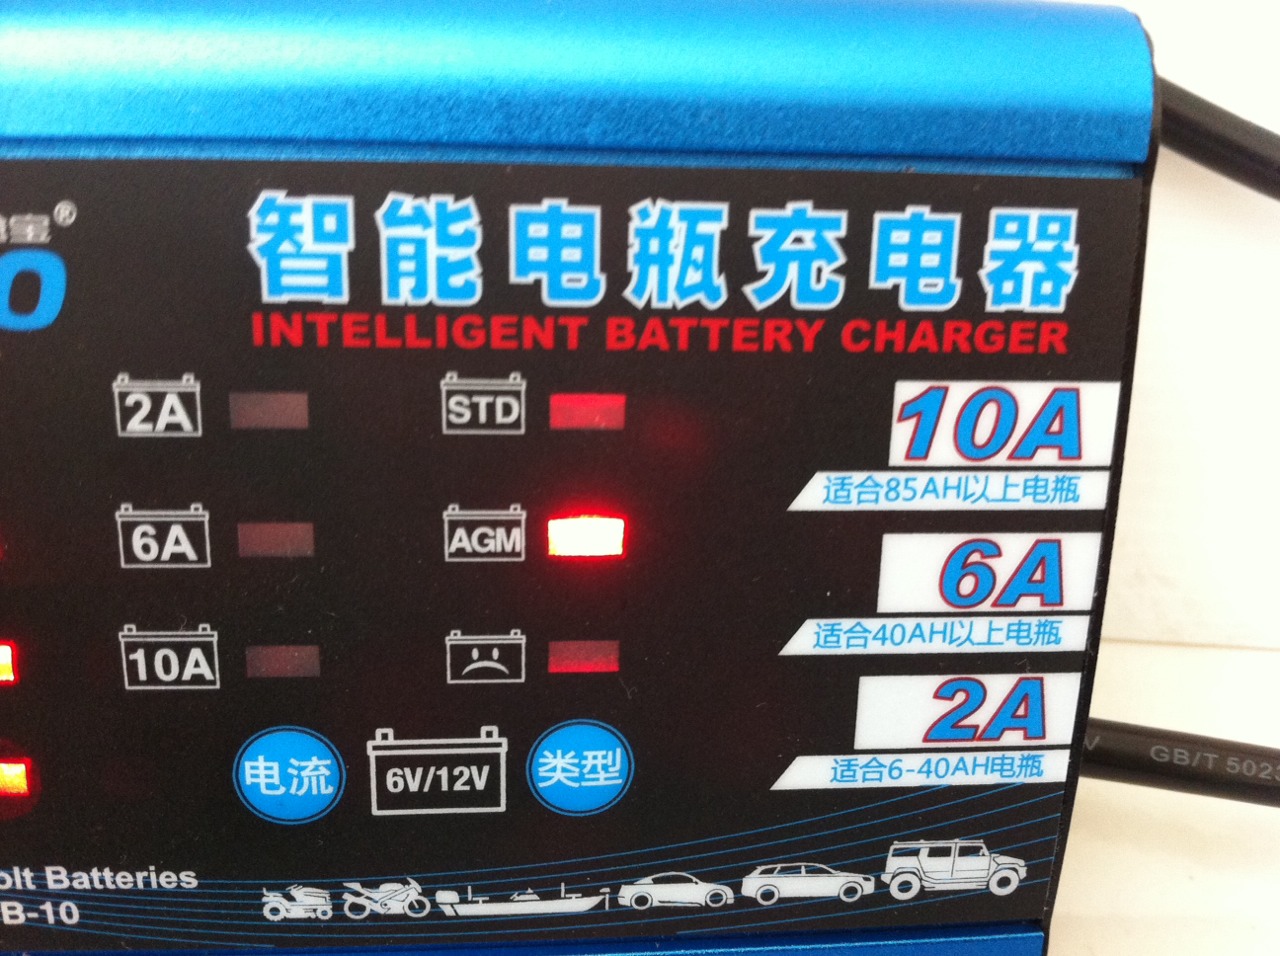 宝®
O
智能电瓶充电器
INTELLIGENT BATTERY CHARGER
2A
STD
10A
适合85AH以上电瓶
6A
AGM
6A
适合40AH以上电瓶
10A
2A
适合6-40AH电瓶
电流
6V/12V
类型
V GB/T 502
olt Batteries
B-10